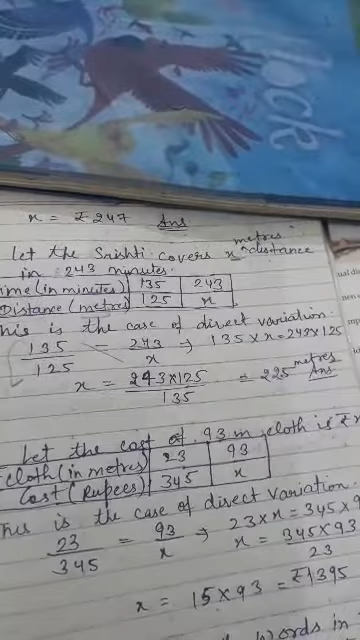 x = ₹247 Ans
Let the Srishti covers x metres distance
in 243 minutes.
Time (in minutes) 135 243
Distance (metres) 125 x
This is the case of direct variation.
135/125 = 243/x → 135 × x = 243 × 125
x = 243×125/135 = 225 metres Ans
Let the cost of 93 m cloth is ₹x
cloth (in metres) 23 93
Cost (Rupees) 345 x
This is the case of direct variation.
23/345 = 93/x → 23 × x = 345 × 9
x = 345 × 93/23
x = 15 × 93 = ₹1395
words in